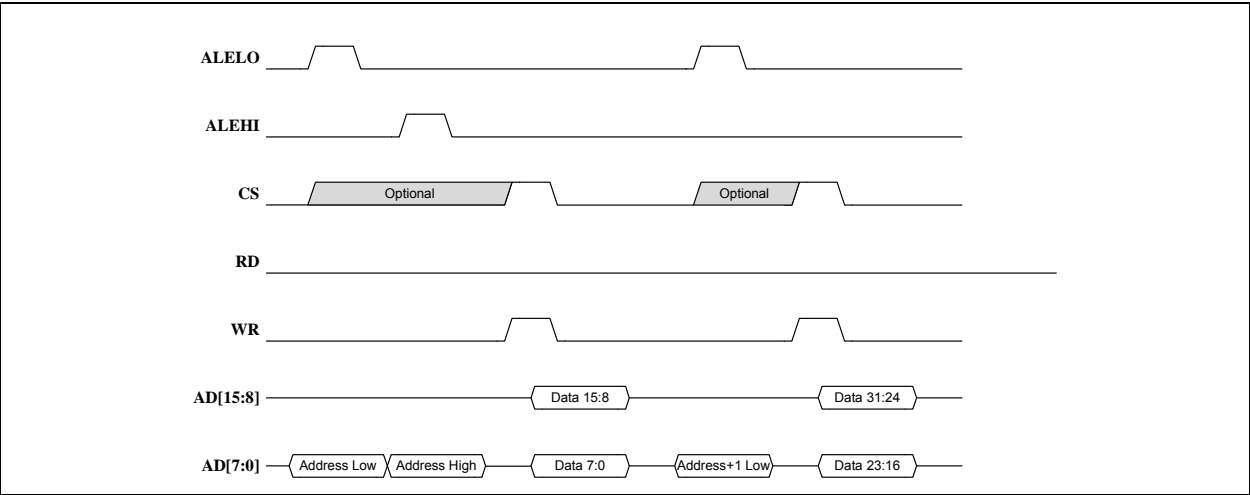 ALELO
ALEHI
CS Optional Optional
RD
WR
AD[15:8] Data 15:8 Data 31:24
AD[7:0] Address Low Address High Data 7:0 Address+1 Low Data 23:16